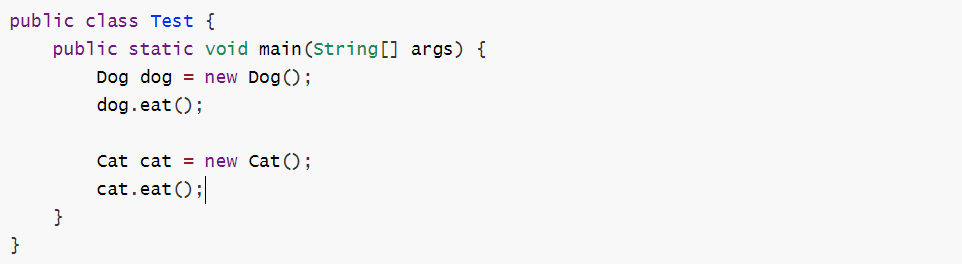 public class Test {
    public static void main(String[] args) {
        Dog dog = new Dog();
        dog.eat();

        Cat cat = new Cat();
        cat.eat();
    }
}